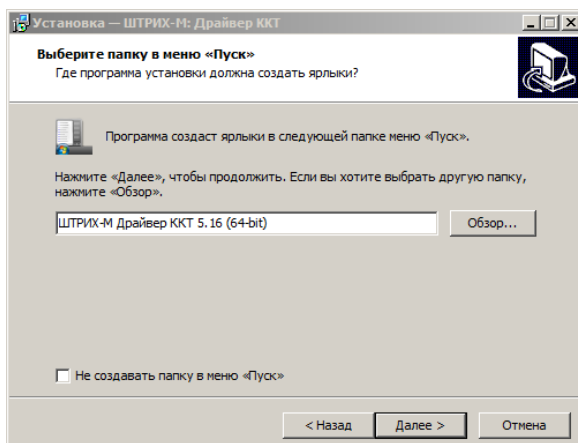 Установка — ШТРИХ-М: Драйвер ККТ
Выберите папку в меню «Пуск»
Где программа установки должна создать ярлыки?
Программа создаст ярлыки в следующей папке меню «Пуск».
Нажмите «Далее», чтобы продолжить. Если вы хотите выбрать другую папку,
нажмите «Обзор».
ШТРИХ-М Драйвер ККТ 5.16 (64-bit)
Обзор...
Не создавать папку в меню «Пуск»
< Назад
Далее >
Отмена